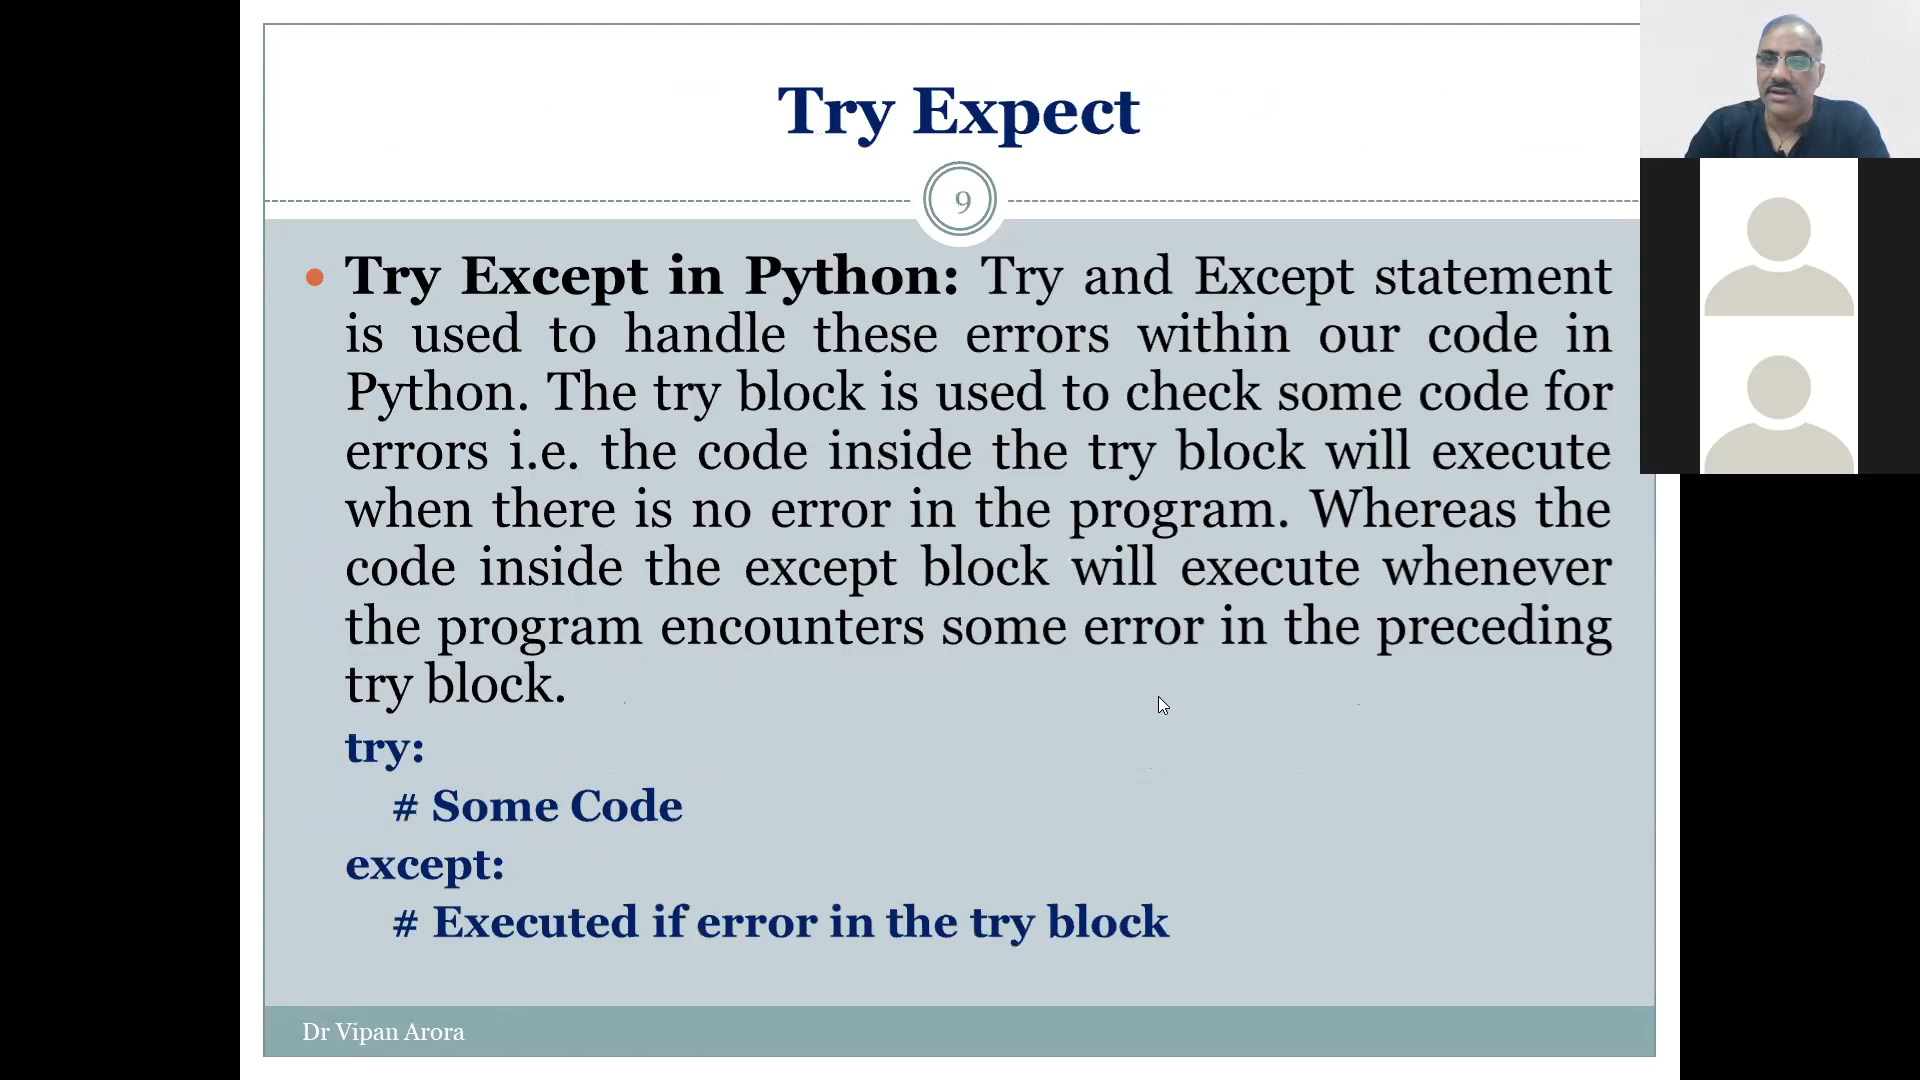 Try Expect
9
• Try Except in Python: Try and Except statement
is used to handle these errors within our code in
Python. The try block is used to check some code for
errors i.e. the code inside the try block will execute
when there is no error in the program. Whereas the
code inside the except block will execute whenever
the program encounters some error in the preceding
try block.
try:
# Some Code
except:
# Executed if error in the try block
Dr Vipan Arora